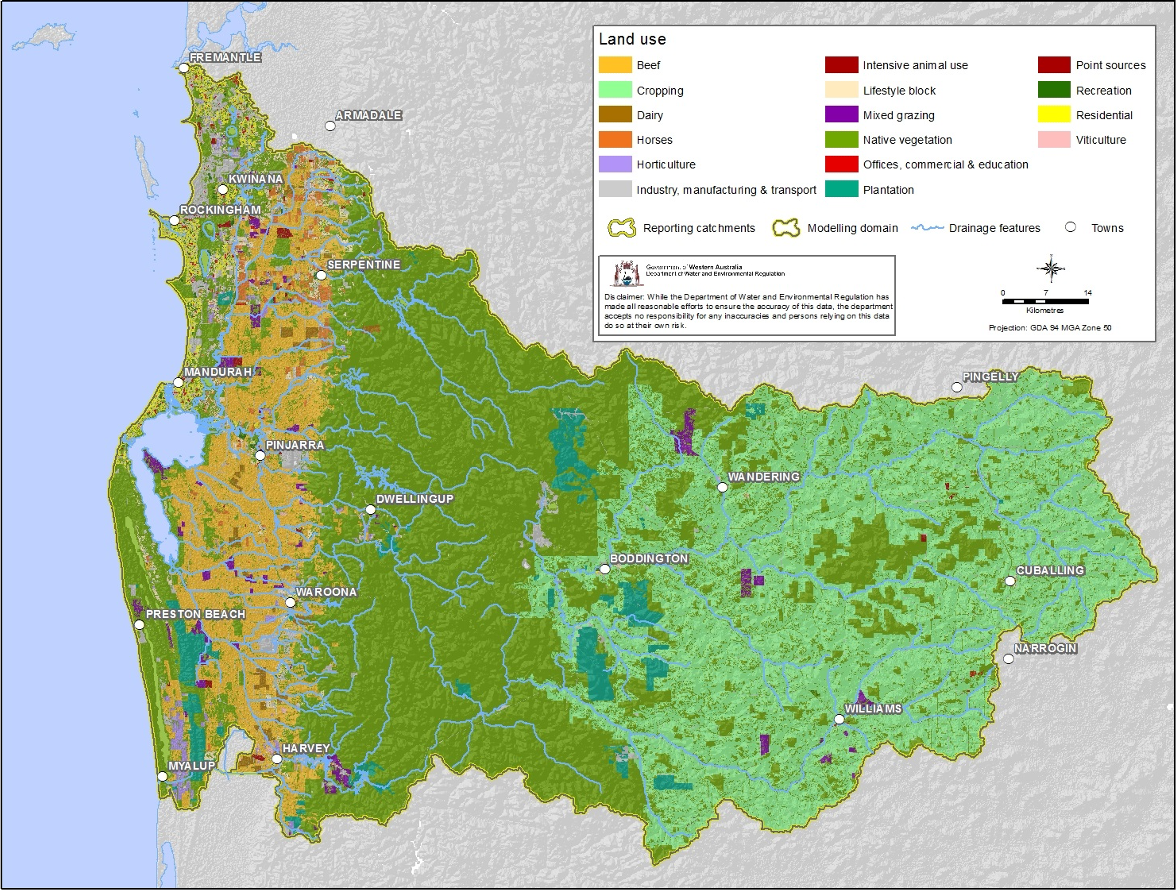 Land use
Beef
Cropping
Dairy
Horses
Horticulture
Industry, manufacturing & transport
Intensive animal use
Lifestyle block
Mixed grazing
Native vegetation
Offices, commercial & education
Plantation
Point sources
Recreation
Residential
Viticulture
Reporting catchments
Modelling domain
Drainage features
Towns
Government of Western Australia
Department of Water and Environmental Regulation
Disclaimer: While the Department of Water and Environmental Regulation has
made all reasonable efforts to ensure the accuracy of this data, the department
accepts no responsibility for any inaccuracies and persons relying on this data
do so at their own risk.
0 7 14
Kilometres
Projection: GDA 94 MGA Zone 50
FREMANTLE
ARMADALE
KWINANA
ROCKINGHAM
SERPENTINE
MANDURAH
PINGELLY
PINJARRA
WANDERING
DWELLINGUP
BODDINGTON
CUBALLING
WAROONA
PRESTON BEACH
NARROGIN
WILLIAMS
HARVEY
MYALUP